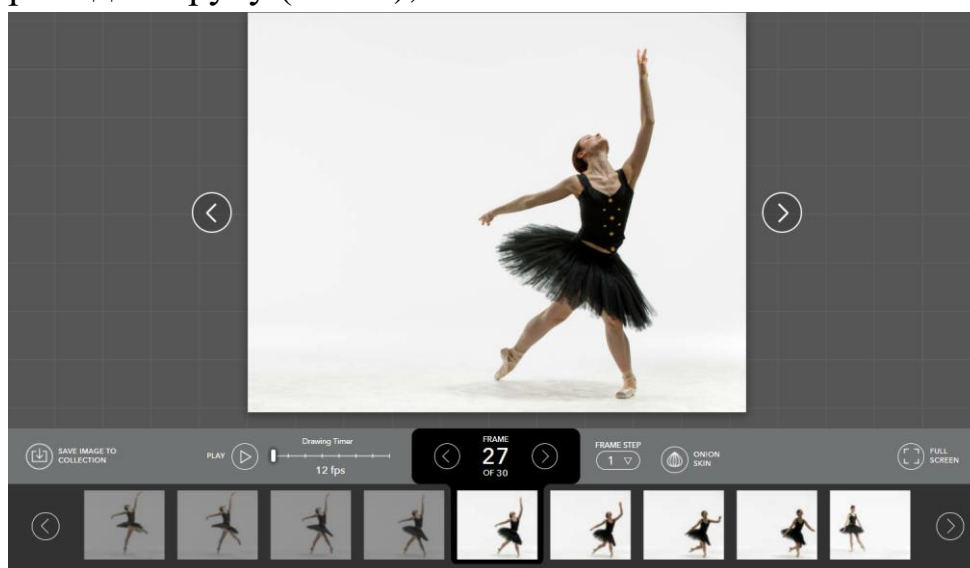 SAVE IMAGE TO
COLLECTION
PLAY
Drawing Timer
12 fps
FRAME
27
OF 30
FRAME STEP
1
ONION
SKIN
FULL
SCREEN